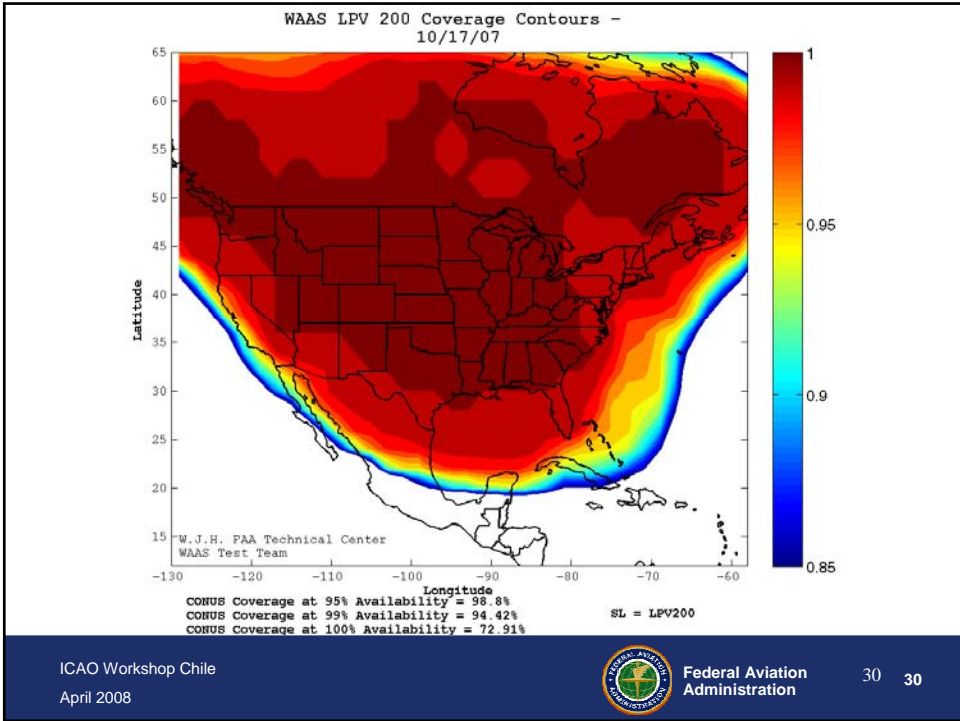 WAAS LPV 200 Coverage Contours -
10/17/07
65
60
55
50
45
40
35
30
25
20
15
Latitude
W.J.H. FAA Technical Center
WAAS Test Team
-130 -120 -110 -100 -90 -80 -70 -60
Longitude
1
0.95
0.9
0.85
CONUS Coverage at 95% Availability = 98.8%
CONUS Coverage at 99% Availability = 94.42%
CONUS Coverage at 100% Availability = 72.91%
SL = LPV200
ICAO Workshop Chile
April 2008
FEDERAL AVIATION
ADMINISTRATION
Federal Aviation
Administration
30 30